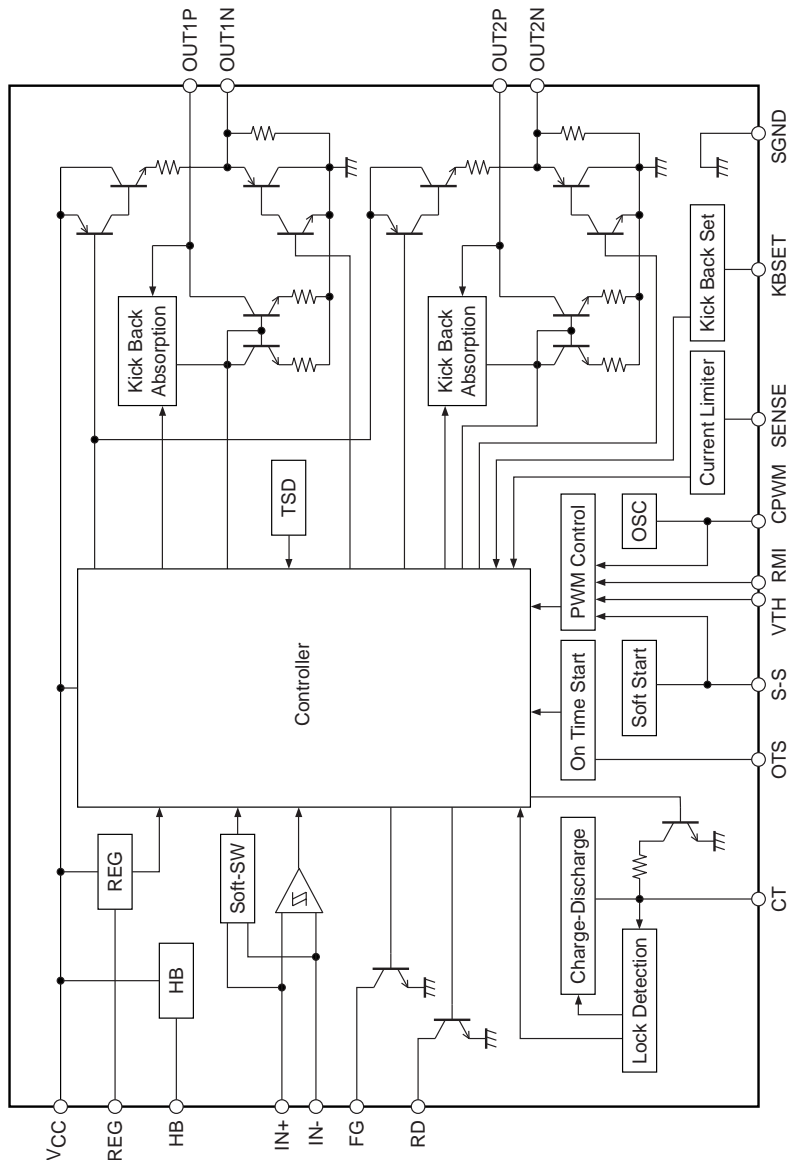 OUT1P
OUT1N
OUT2P
OUT2N
SGND
Kick Back
Absorption
Kick Back
Absorption
Kick Back Set
KBSET
Current Limiter
SENSE
TSD
OSC
CPWM
PWM Control
RMI
VTH
Controller
Soft Start
S-S
On Time Start
OTS
REG
Soft-SW
Charge-Discharge
CT
HB
Lock Detection
VCC
REG
HB
IN+
IN-
FG
RD